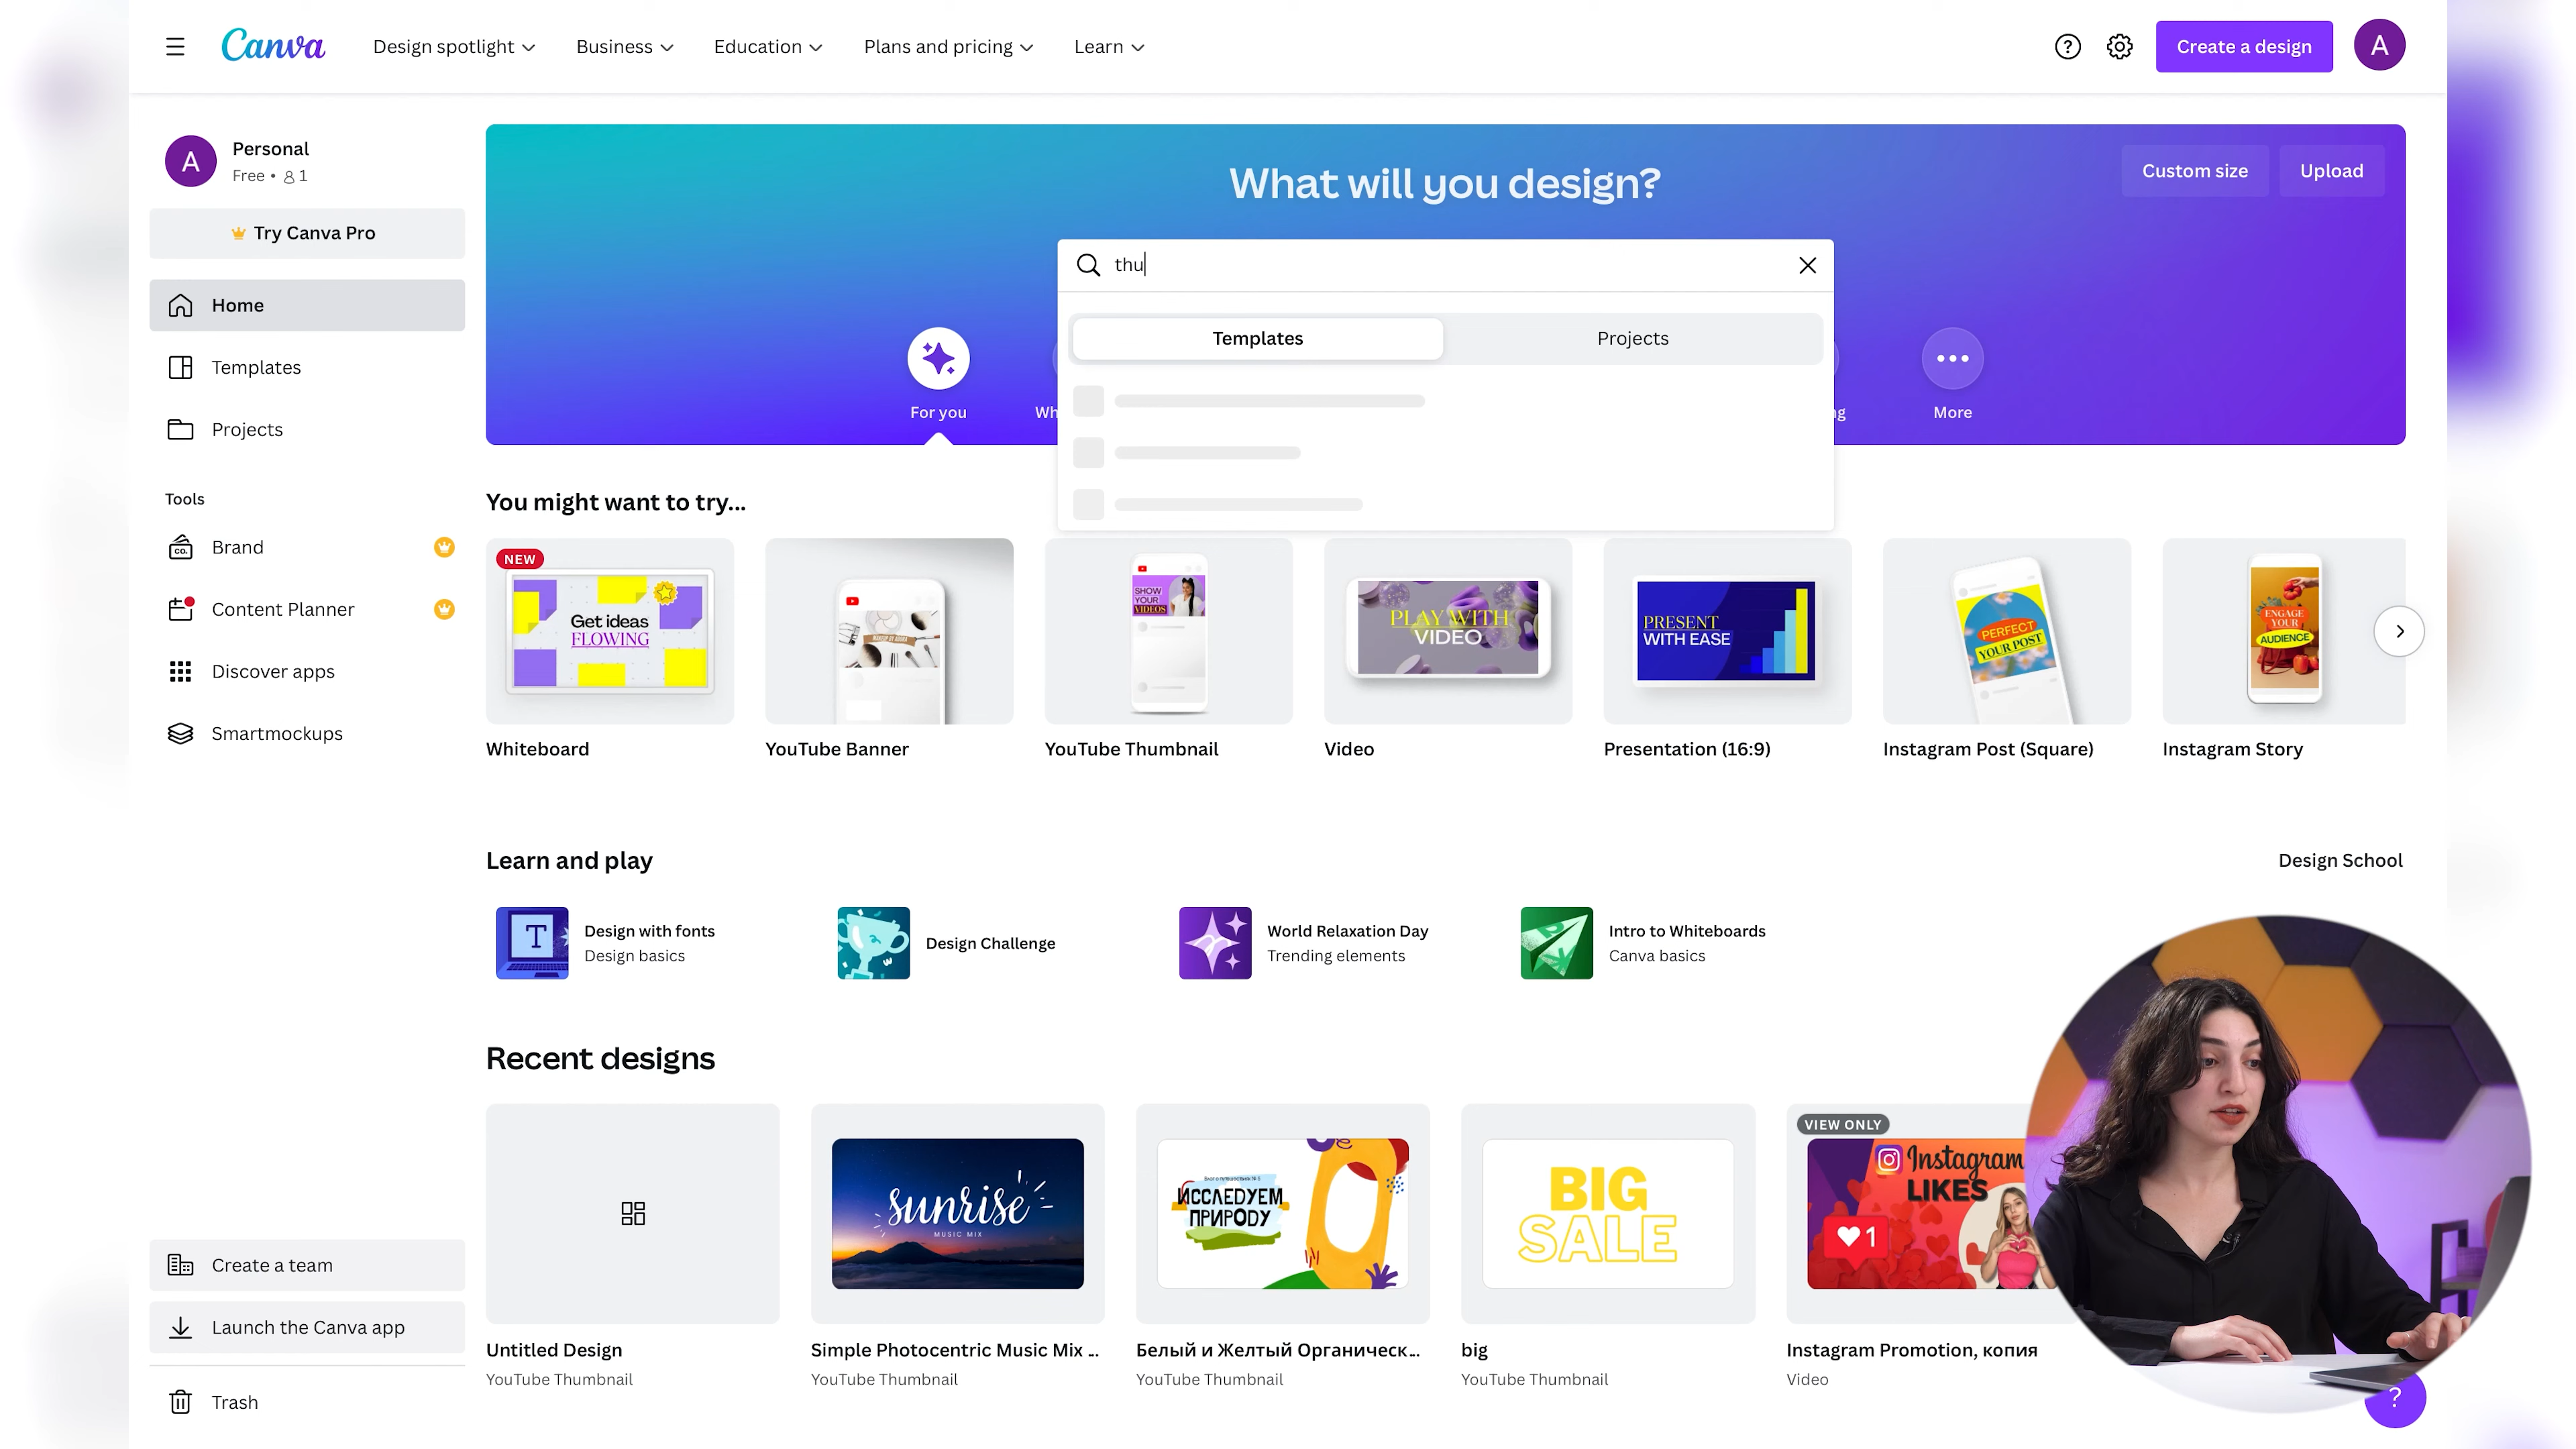 Canva
Design spotlight
Business
Education
Plans and pricing
Learn
?
Create a design
A
A
Personal
Free • 1
Try Canva Pro
Home
Templates
Projects
Tools
Brand
Content Planner
Discover apps
Smartmockups
Create a team
Launch the Canva app
Trash
What will you design?
Custom size
Upload
thu
Templates
Projects
For you
Wh
ng
More
You might want to try...
NEW
Get ideas
FLOWING
SHOW
YOUR
VIDEOS
PLAY WITH
VIDEO
PRESENT
WITH EASE
PERFECT
YOUR POST
ENGAGE
YOUR
AUDIENCE
Whiteboard
YouTube Banner
YouTube Thumbnail
Video
Presentation (16:9)
Instagram Post (Square)
Instagram Story
Learn and play
Design School
T
Design with fonts
Design basics
Design Challenge
World Relaxation Day
Trending elements
Intro to Whiteboards
Canva basics
Recent designs
sunrise
MUSIC MIX
ИССЛЕДУЕМ
ПРИРОДУ
BIG
SALE
VIEW ONLY
Instagram
LIKES
1
Untitled Design
YouTube Thumbnail
Simple Photocentric Music Mix ...
YouTube Thumbnail
Белый и Желтый Органическ...
YouTube Thumbnail
big
YouTube Thumbnail
Instagram Promotion, копия
Video
?